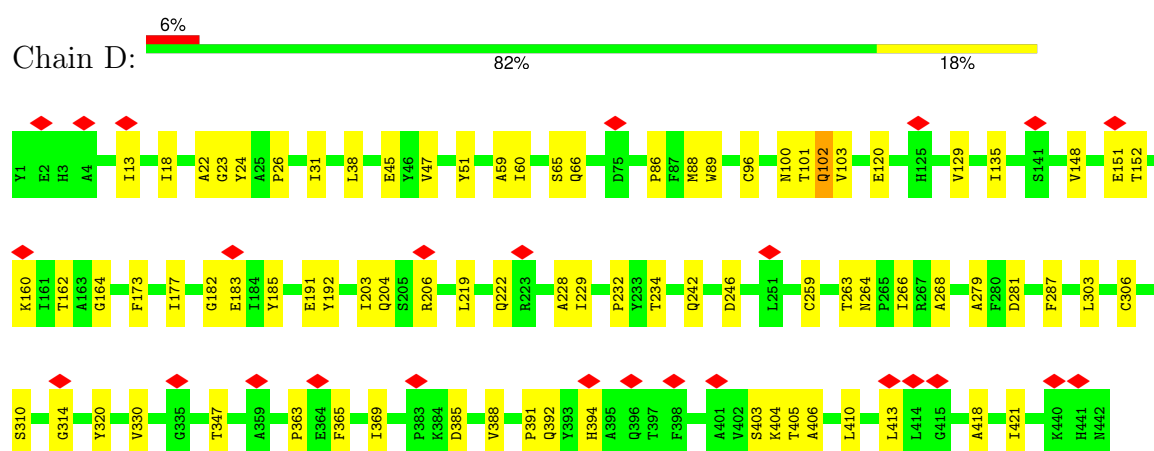 6%
Chain D:
82% 18%
Y1 E2 H3 A4 I13 I18 A22 G23 Y24 A25 P26 I31 L38 E45 Y46 V47 Y51 A59 I60 S65 Q66 D75 P86 F87 M88 W89 C96 N100 T101 Q102 V103 E120 H125 V129 I135 S141 V148 E151 T152
K160 I161 T162 A163 G164 F173 I177 G182 E183 I184 Y185 E191 Y192 I203 Q204 S205 R206 L219 Q222 R223 A228 I229 P232 Y233 T234 Q242 D246 L251 C259 T263 N264 P265 I266 R267 A268 A279 F280 D281 F287 L303 C306
S310 G314 Y320 V330 G335 T347 A359 P363 E364 F365 I369 P383 K384 D385 V388 P391 Q392 Y393 H394 A395 Q396 T397 F398 A401 V402 S403 K404 T405 A406 L410 L413 L414 G415 A418 I421 K440 H441 N442